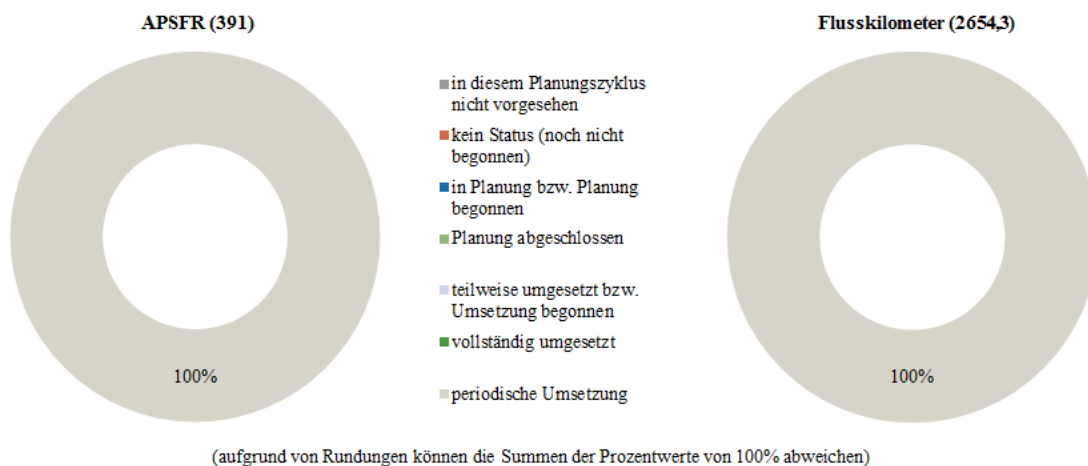 APSFR (391)
Flusskilometer (2654,3)
in diesem Planungszyklus
nicht vorgesehen
kein Status (noch nicht
begonnen)
in Planung bzw. Planung
begonnen
Planung abgeschlossen
teilweise umgesetzt bzw.
Umsetzung begonnen
vollständig umgesetzt
periodische Umsetzung
100%
100%
(aufgrund von Rundungen können die Summen der Prozentwerte von 100% abweichen)